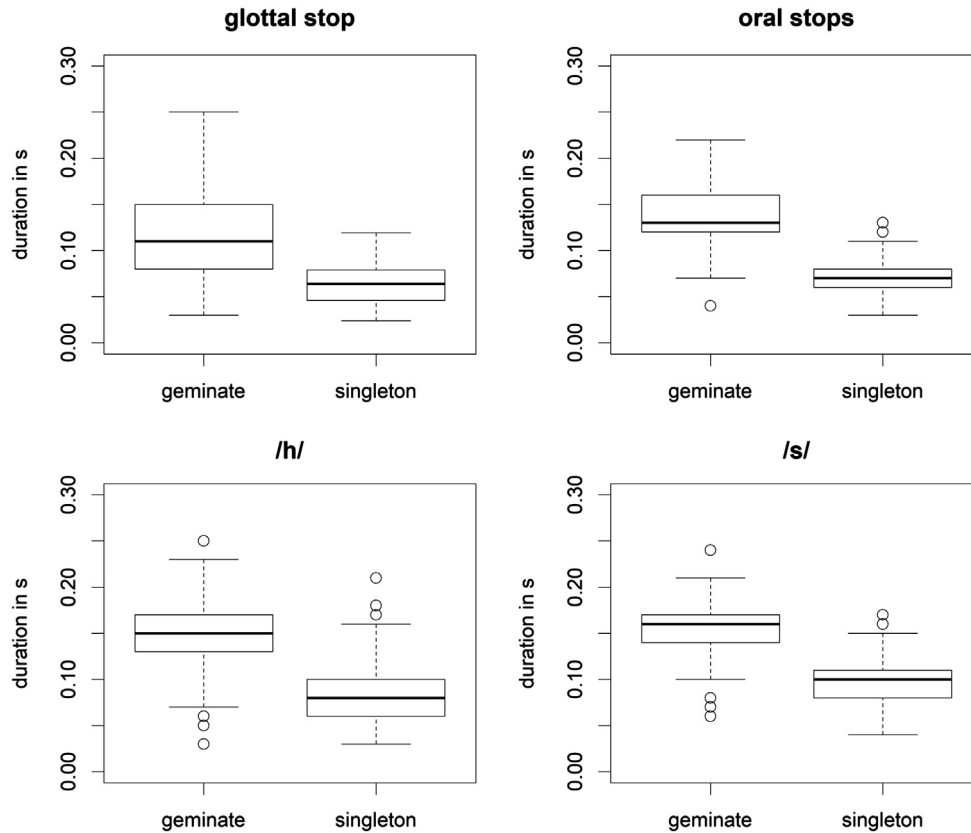 glottal stop
duration in s
0.30
0.20
0.10
0.00
geminate singleton
oral stops
duration in s
0.30
0.20
0.10
0.00
geminate singleton
/h/
duration in s
0.30
0.20
0.10
0.00
geminate singleton
/s/
duration in s
0.30
0.20
0.10
0.00
geminate singleton